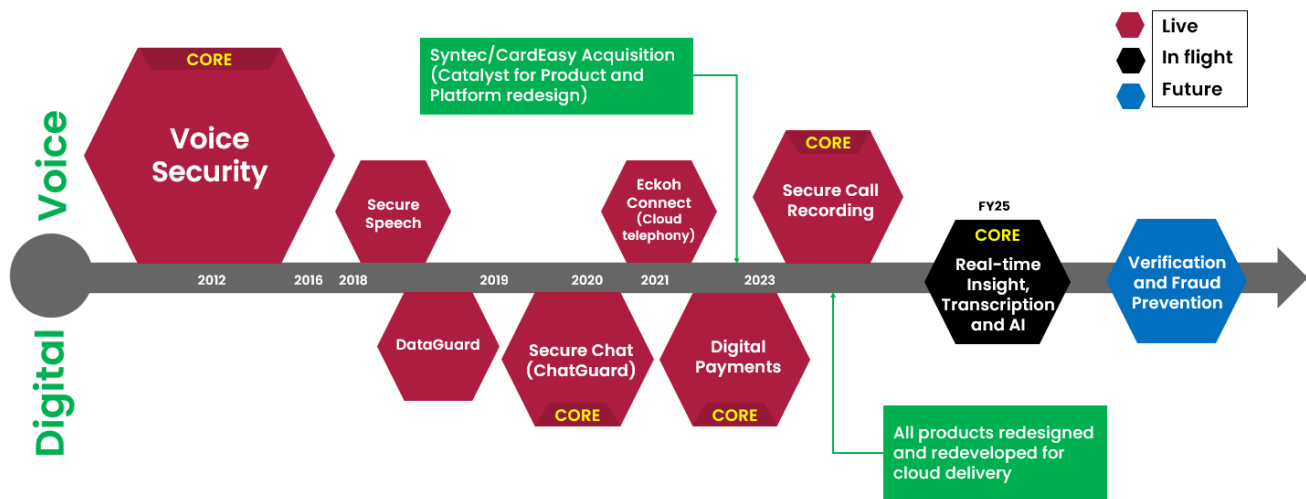 Live
In flight
Future
Syntec/CardEasy Acquisition
(Catalyst for Product and
Platform redesign)
Voice
CORE
Voice
Security
Secure
Speech
Eckoh
Connect
(Cloud
telephony)
CORE
Secure Call
Recording
FY25
CORE
Real-time
Insight,
Transcription
and AI
Verification
and Fraud
Prevention
2012
2016
2018
2019
2020
2021
2023
Digital
DataGuard
Secure Chat
(ChatGuard)
CORE
Digital
Payments
CORE
All products redesigned
and redeveloped for
cloud delivery